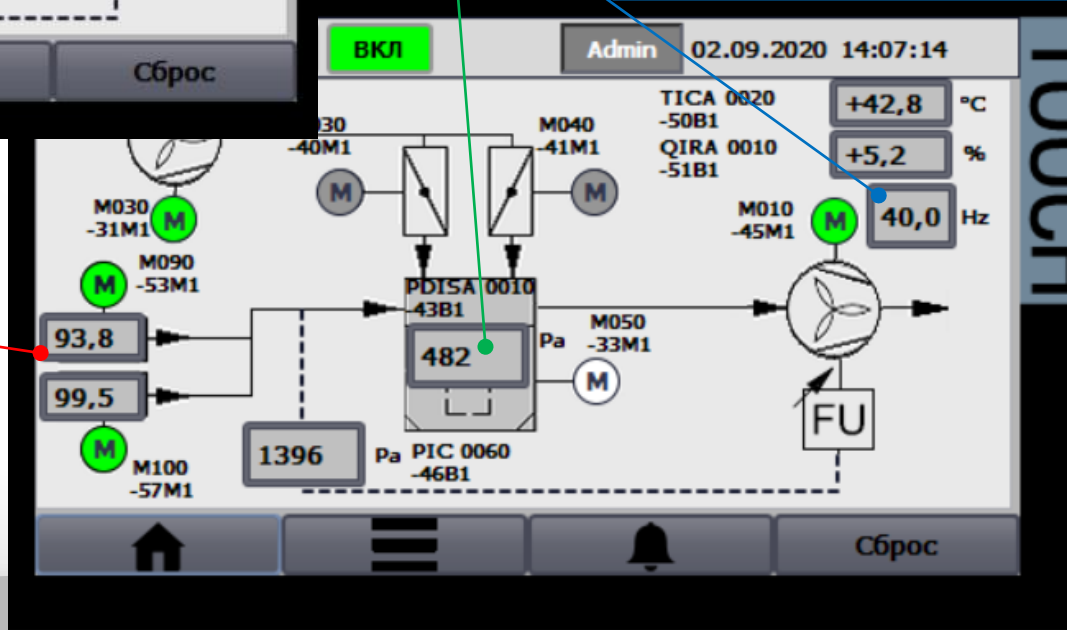 Сброс
ВКЛ
Admin
02.09.2020 14:07:14
TICA 0020
-50B1
+42,8 °C
QIRA 0010
-51B1
+5,2 %
M010
-45M1
M
40,0 Hz
030
-40M1
M
M040
-41M1
M
M030
-31M1
M
M090
-53M1
M
93,8
99,5
M
M100
-57M1
PDISA 0010
-43B1
482 Pa
M050
-33M1
M
1396 Pa
PIC 0060
-46B1
FU
Сброс
TOUCH